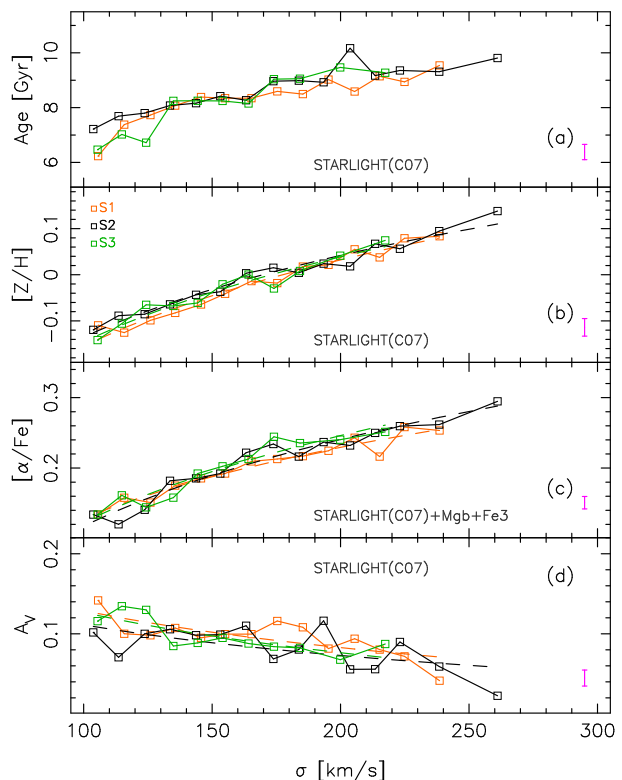 10
8
6
Age [Gyr]
(a)
STARLIGHT(C07)
S1
S2
S3
0.1
0
−0.1
[Z/H]
(b)
STARLIGHT(C07)
0.3
0.2
[α/Fe]
(c)
STARLIGHT(C07)+Mgb+Fe3
0.2
0.1
A_V
STARLIGHT(C07)
(d)
100 150 200 250 300
σ [km/s]